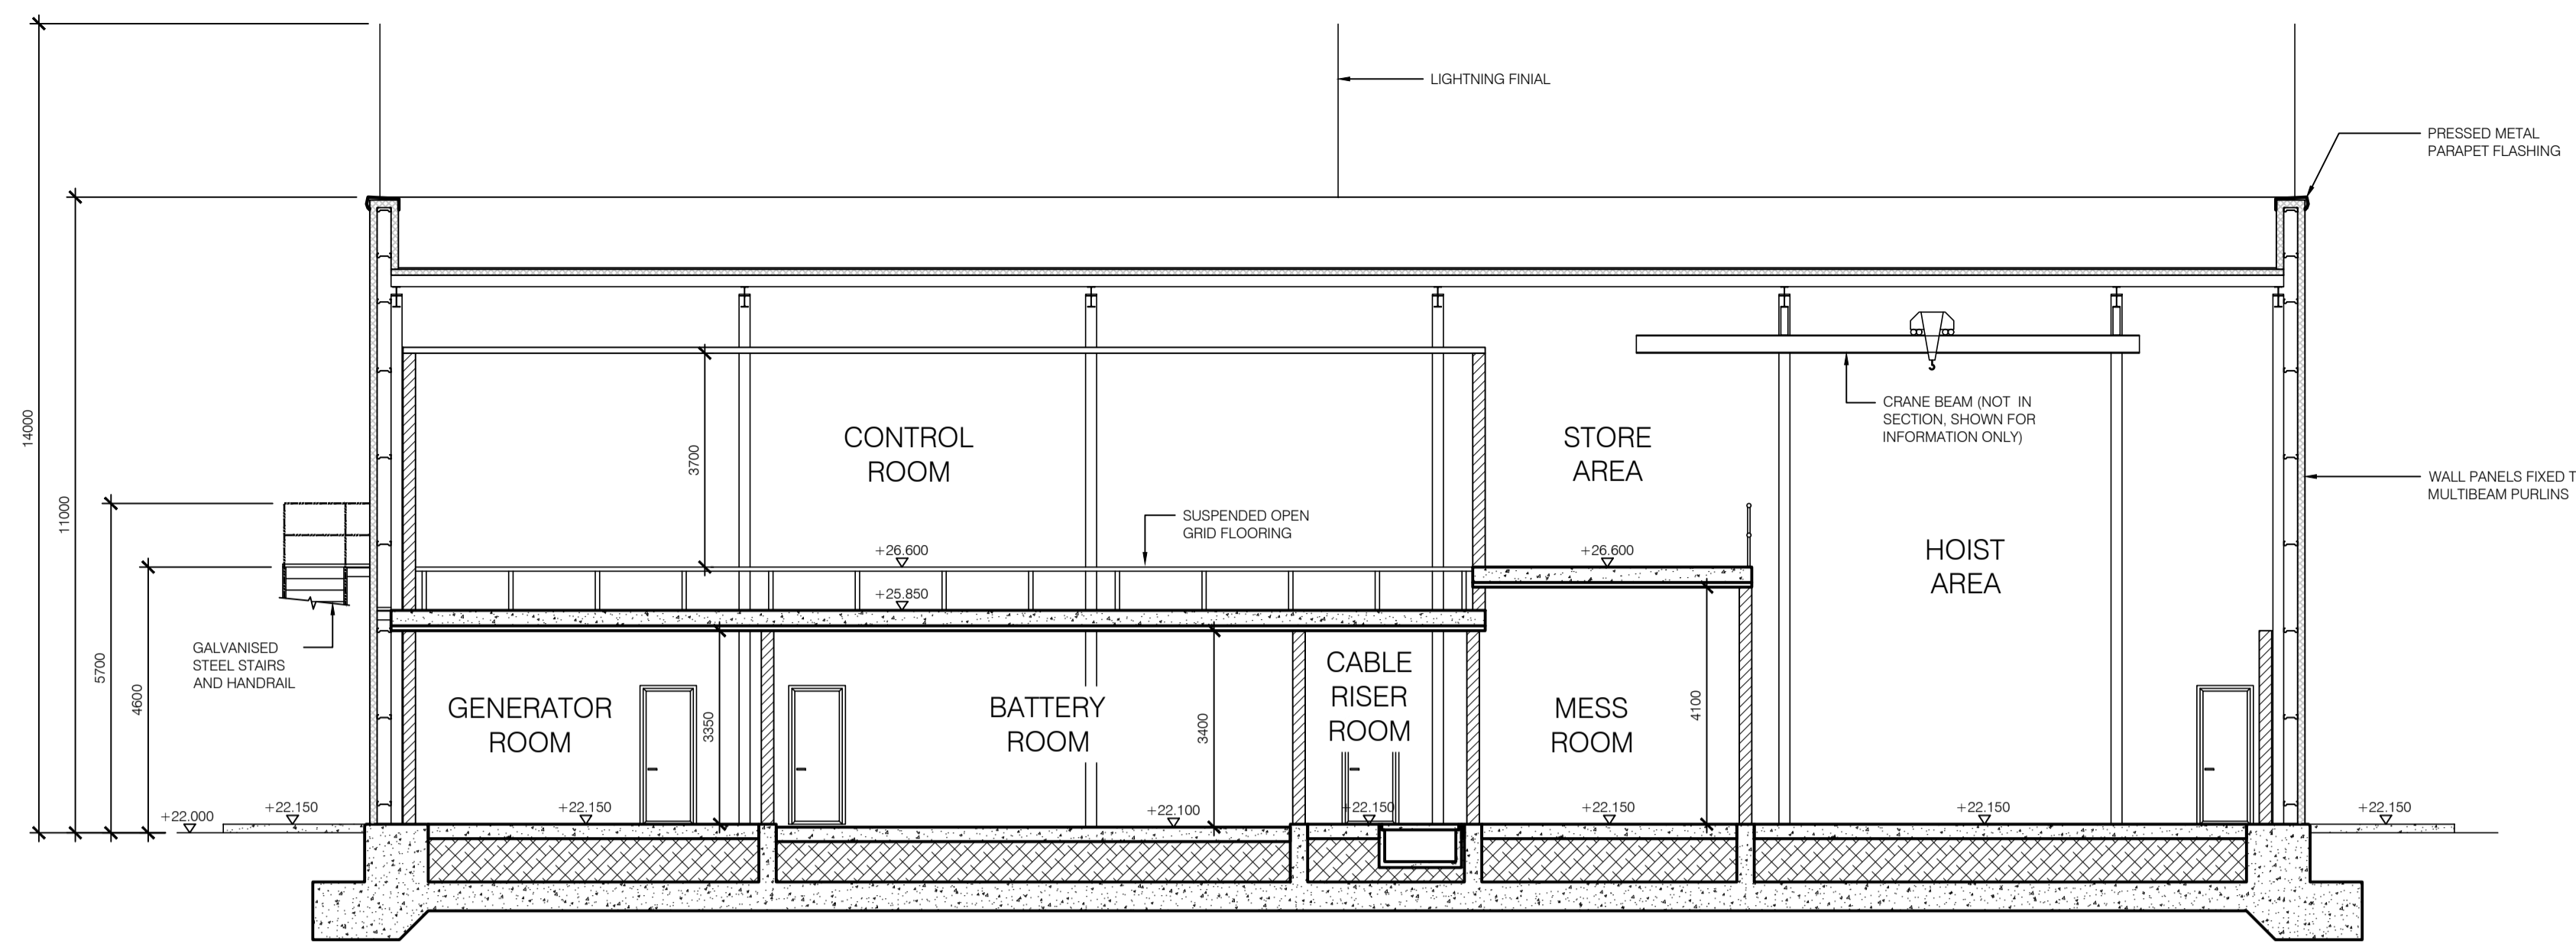 LIGHTNING FINIAL
PRESSED METAL
PARAPET FLASHING
14000
11000
5700
4600
3700
CONTROL
ROOM
STORE
AREA
CRANE BEAM (NOT IN
SECTION, SHOWN FOR
INFORMATION ONLY)
WALL PANELS FIXED T
MULTIBEAM PURLINS
SUSPENDED OPEN
GRID FLOORING
+26.600
+26.600
HOIST
AREA
+25.850
GALVANISED
STEEL STAIRS
AND HANDRAIL
GENERATOR
ROOM
3350
BATTERY
ROOM
3400
CABLE
RISER
ROOM
MESS
ROOM
4100
+22.000
+22.150
+22.150
+22.100
+22.150
+22.150
+22.150
+22.150